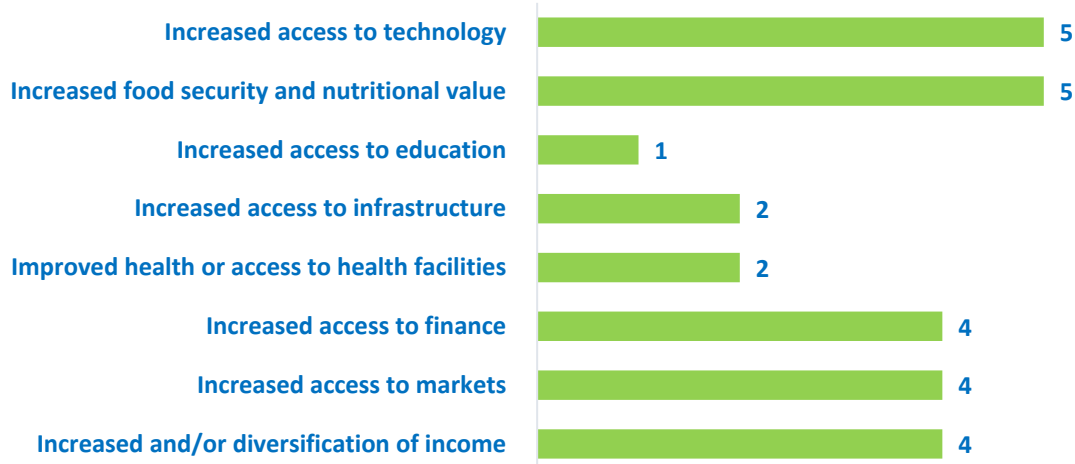 Increased access to technology 5
Increased food security and nutritional value 5
Increased access to education 1
Increased access to infrastructure 2
Improved health or access to health facilities 2
Increased access to finance 4
Increased access to markets 4
Increased and/or diversification of income 4